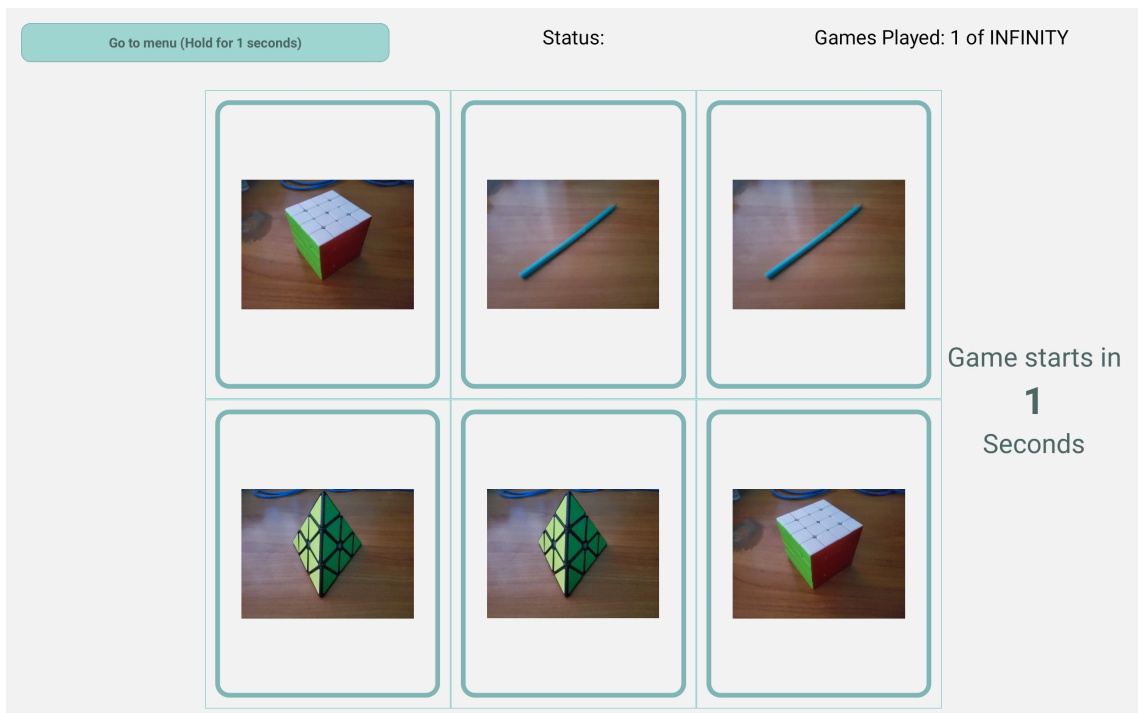 Go to menu (Hold for 1 seconds)
Status:
Games Played: 1 of INFINITY
Game starts in
1
Seconds